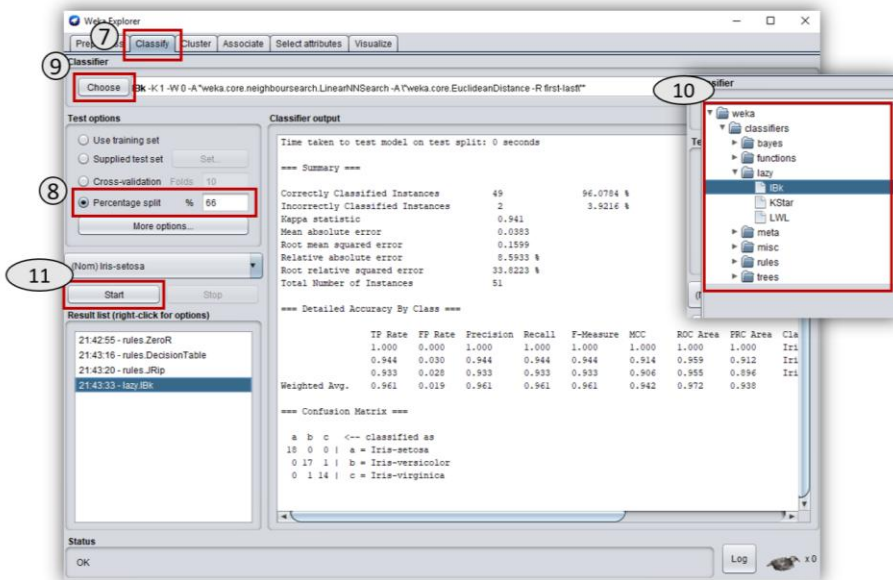 Weka Explorer
7
Classify Cluster Associate Select attributes Visualize
9
Classifier
Choose IBk -K 1 -W 0 -A "weka.core.neighboursearch.LinearNNSearch -A \"weka.core.EuclideanDistance -R first-last\""
Test options
Use training set
Supplied test set Set...
Cross-validation Folds 10
8
Percentage split % 66
More options...
11
(Nom) Iris-setosa
Start Stop
Result list (right-click for options)
21:42:55 - rules.ZeroR
21:43:16 - rules.DecisionTable
21:43:20 - rules.JRip
21:43:33 - lazy.IBk
Classifier output
Time taken to test model on test split: 0 seconds
=== Summary ===
Correctly Classified Instances 49 96.0784 %
Incorrectly Classified Instances 2 3.9216 %
Kappa statistic 0.941
Mean absolute error 0.0383
Root mean squared error 0.1599
Relative absolute error 8.5933 %
Root relative squared error 33.8223 %
Total Number of Instances 51
=== Detailed Accuracy By Class ===
TP Rate FP Rate Precision Recall F-Measure MCC ROC Area PRC Area Cla
1.000 0.000 1.000 1.000 1.000 1.000 1.000 1.000 Iri
0.944 0.030 0.944 0.944 0.944 0.914 0.959 0.912 Iri
0.933 0.028 0.933 0.933 0.933 0.906 0.955 0.896 Iri
Weighted Avg. 0.961 0.019 0.961 0.961 0.961 0.942 0.972 0.938
=== Confusion Matrix ===
a b c <-- classified as
18 0 0 | a = Iris-setosa
0 17 1 | b = Iris-versicolor
0 1 14 | c = Iris-virginica
10
weka
classifiers
bayes
functions
lazy
IBk
KStar
LWL
meta
misc
rules
trees
Status
OK
Log x 0